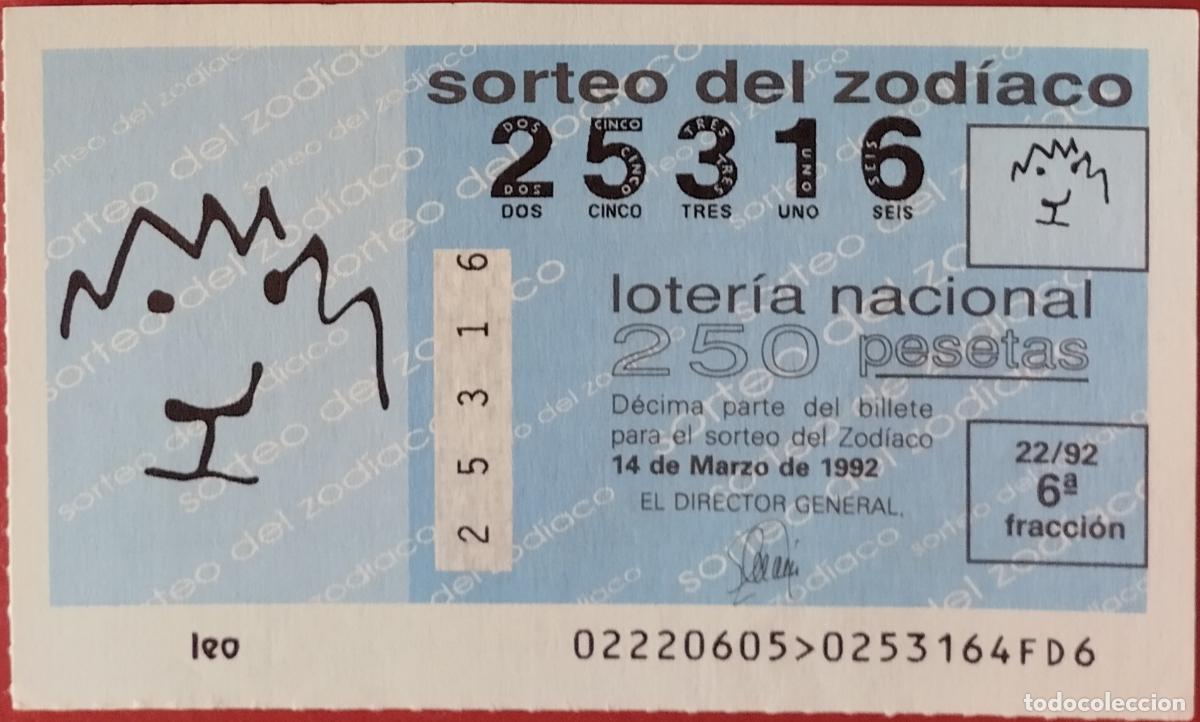 sorteo del zodíaco
25316
DOS CINCO TRES UNO SEIS
lotería nacional
250 pesetas
Décima parte del billete
para el sorteo del Zodíaco
14 de Marzo de 1992
EL DIRECTOR GENERAL,
2 5 3 1 6
22/92
6ª
fracción
leo
02220605>0253164FD6
todocoleccion